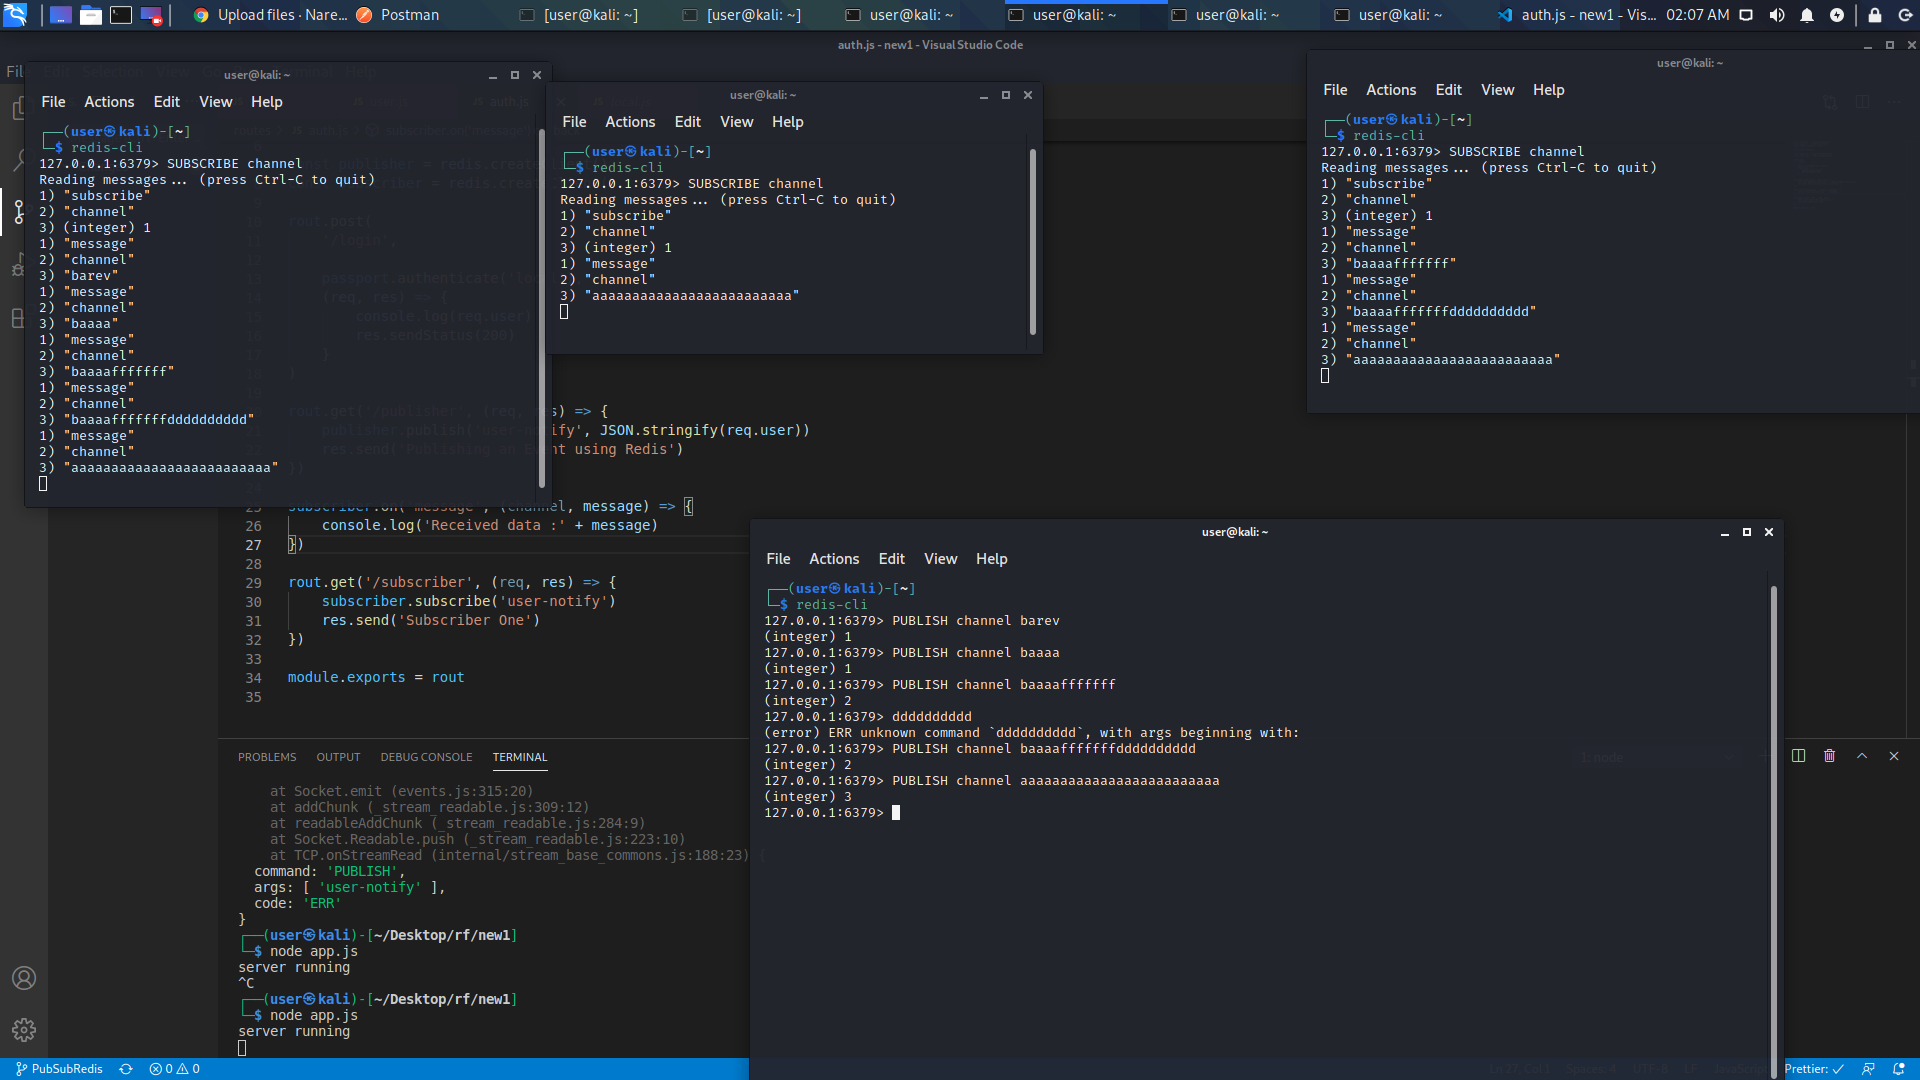 Upload files · Nare...
Postman
[user@kali: ~]
[user@kali: ~]
user@kali: ~
user@kali: ~
user@kali: ~
user@kali: ~
auth.js - new1 - Vis...
02:07 AM
auth.js - new1 - Visual Studio Code
user@kali: ~
File Actions Edit View Help
┌──(user㉿kali)-[~]
└─$ redis-cli
127.0.0.1:6379> SUBSCRIBE channel
Reading messages... (press Ctrl-C to quit)
1) "subscribe"
2) "channel"
3) (integer) 1
1) "message"
2) "channel"
3) "barev"
1) "message"
2) "channel"
3) "baaaa"
1) "message"
2) "channel"
3) "baaaafffffff"
1) "message"
2) "channel"
3) "baaaafffffffdddddddddd"
1) "message"
2) "channel"
3) "aaaaaaaaaaaaaaaaaaaaaaaaa"
user@kali: ~
File Actions Edit View Help
┌──(user㉿kali)-[~]
└─$ redis-cli
127.0.0.1:6379> SUBSCRIBE channel
Reading messages... (press Ctrl-C to quit)
1) "subscribe"
2) "channel"
3) (integer) 1
1) "message"
2) "channel"
3) "aaaaaaaaaaaaaaaaaaaaaaaaa"
user@kali: ~
File Actions Edit View Help
┌──(user㉿kali)-[~]
└─$ redis-cli
127.0.0.1:6379> SUBSCRIBE channel
Reading messages... (press Ctrl-C to quit)
1) "subscribe"
2) "channel"
3) (integer) 1
1) "message"
2) "channel"
3) "baaaafffffff"
1) "message"
2) "channel"
3) "baaaafffffffdddddddddd"
1) "message"
2) "channel"
3) "aaaaaaaaaaaaaaaaaaaaaaaaa"
rout.get('/publisher', (req, res) => {
publisher.publish('user-notify', JSON.stringify(req.user))
res.send('Publishing an Event using Redis')
})
25 subscriber.on('message', (channel, message) => {
26 console.log('Received data :' + message)
27 })
28
29 rout.get('/subscriber', (req, res) => {
30 subscriber.subscribe('user-notify')
31 res.send('Subscriber One')
32 })
33
34 module.exports = rout
35
user@kali: ~
File Actions Edit View Help
┌──(user㉿kali)-[~]
└─$ redis-cli
127.0.0.1:6379> PUBLISH channel barev
(integer) 1
127.0.0.1:6379> PUBLISH channel baaaa
(integer) 1
127.0.0.1:6379> PUBLISH channel baaaafffffff
(integer) 2
127.0.0.1:6379> dddddddddd
(error) ERR unknown command `dddddddddd`, with args beginning with:
127.0.0.1:6379> PUBLISH channel baaaafffffffdddddddddd
(integer) 2
127.0.0.1:6379> PUBLISH channel aaaaaaaaaaaaaaaaaaaaaaaaa
(integer) 3
127.0.0.1:6379>
PROBLEMS OUTPUT DEBUG CONSOLE TERMINAL
1: node
at Socket.emit (events.js:315:20)
at addChunk (_stream_readable.js:309:12)
at readableAddChunk (_stream_readable.js:284:9)
at Socket.Readable.push (_stream_readable.js:223:10)
at TCP.onStreamRead (internal/stream_base_commons.js:188:23) {
command: 'PUBLISH',
args: [ 'user-notify' ],
code: 'ERR'
}
┌──(user㉿kali)-[~/Desktop/rf/new1]
└─$ node app.js
server running
^C
┌──(user㉿kali)-[~/Desktop/rf/new1]
└─$ node app.js
server running
PubSubRedis 0 0
Prettier: ✓